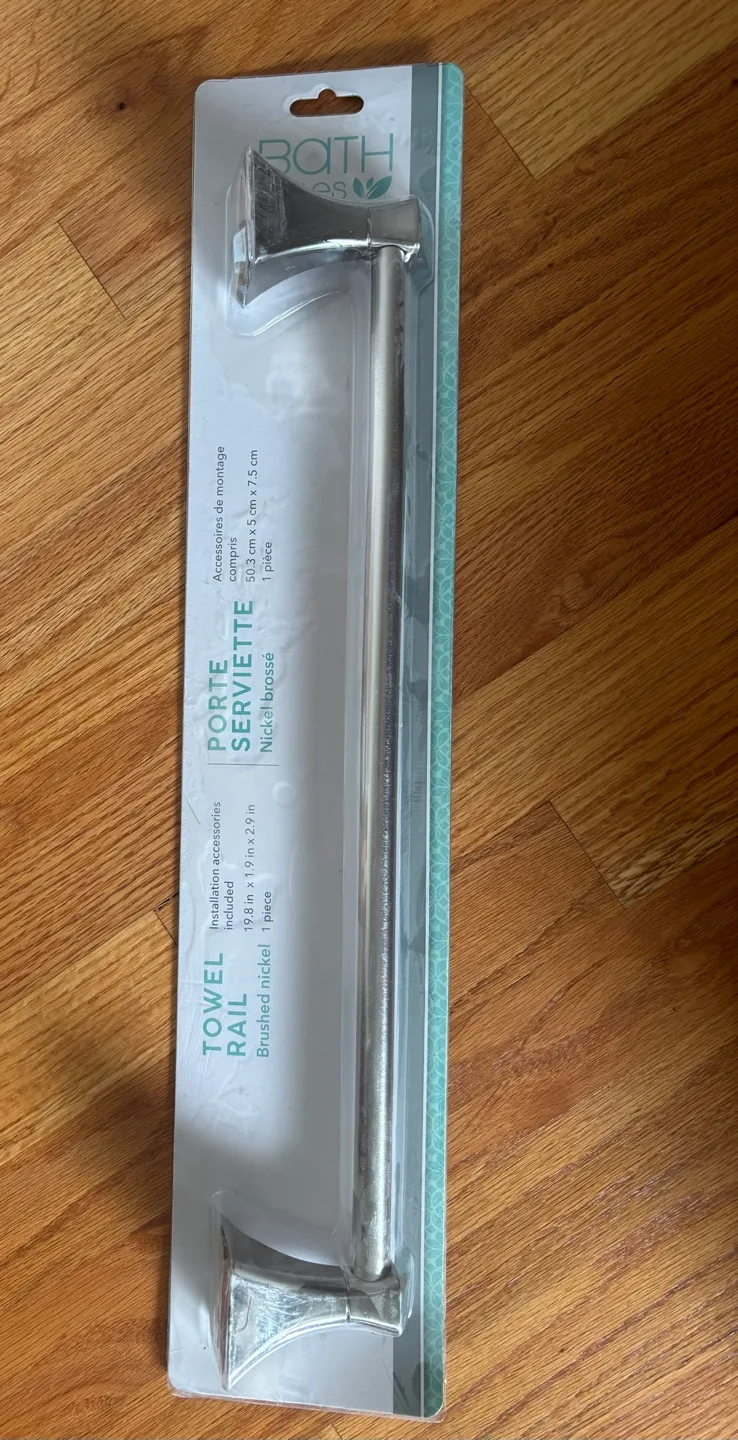 BATH
TOWEL
RAIL
Brushed nickel
Installation accessories
included
19.8 in x 1.9 in x 2.9 in
1 piece
PORTE
SERVIETTE
Nickel brossé
Accessoires de montage
compris
50.3 cm x 5 cm x 7.5 cm
1 pièce